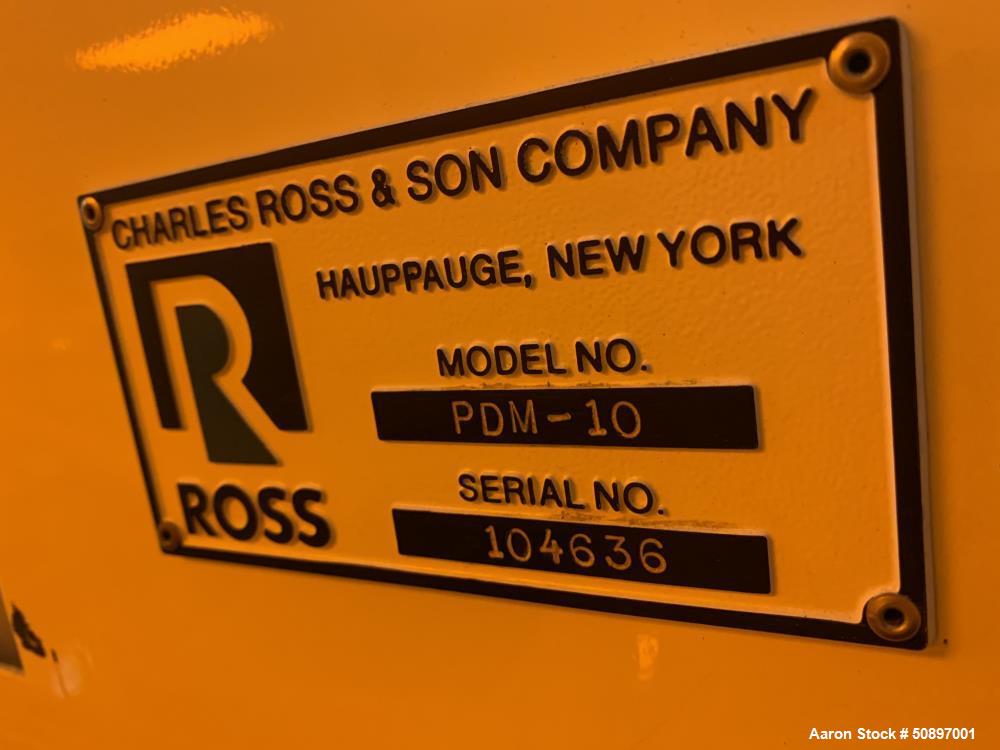 CHARLES ROSS & SON COMPANY
HAUPPAUGE, NEW YORK
R
ROSS
MODEL NO.
PDM-10
SERIAL NO.
104636
Aaron Stock # 50897001